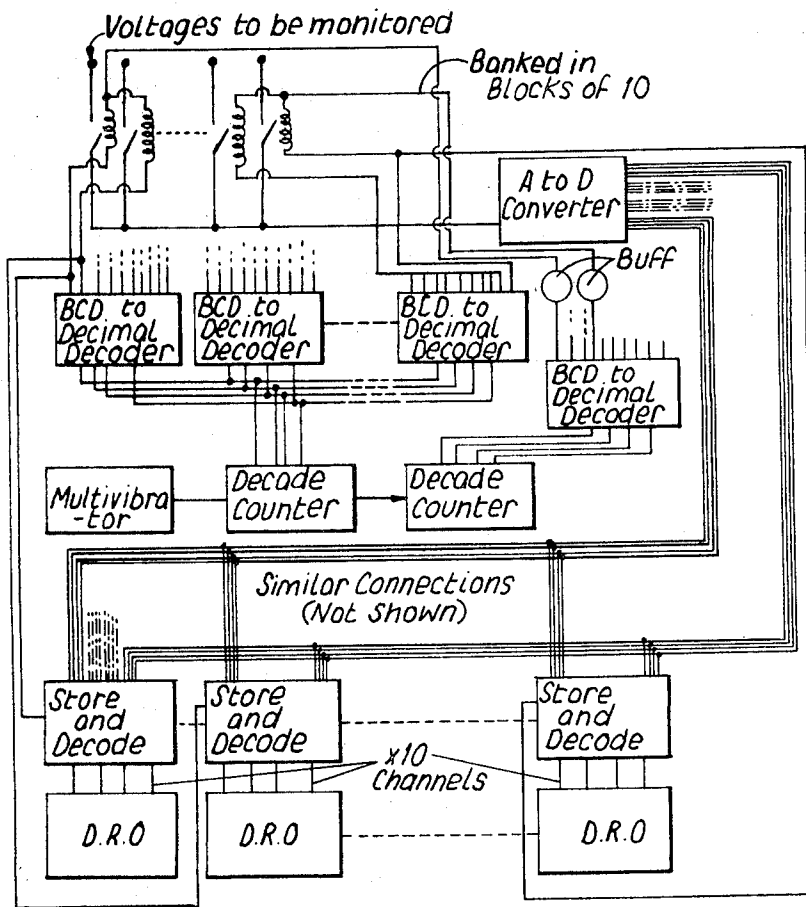 Voltages to be monitored
Banked in
Blocks of 10
A to D
Converter
Buff
BCD. to
Decimal
Decoder
BCD. to
Decimal
Decoder
BCD. to
Decimal
Decoder
BCD to
Decimal
Decoder
Multivibra
-tor
Decade
Counter
Decade
Counter
Similar Connections
(Not Shown)
Store
and
Decode
Store
and
Decode
Store
and
Decode
x10
Channels
D.R.O
D.R.O
D.R.O